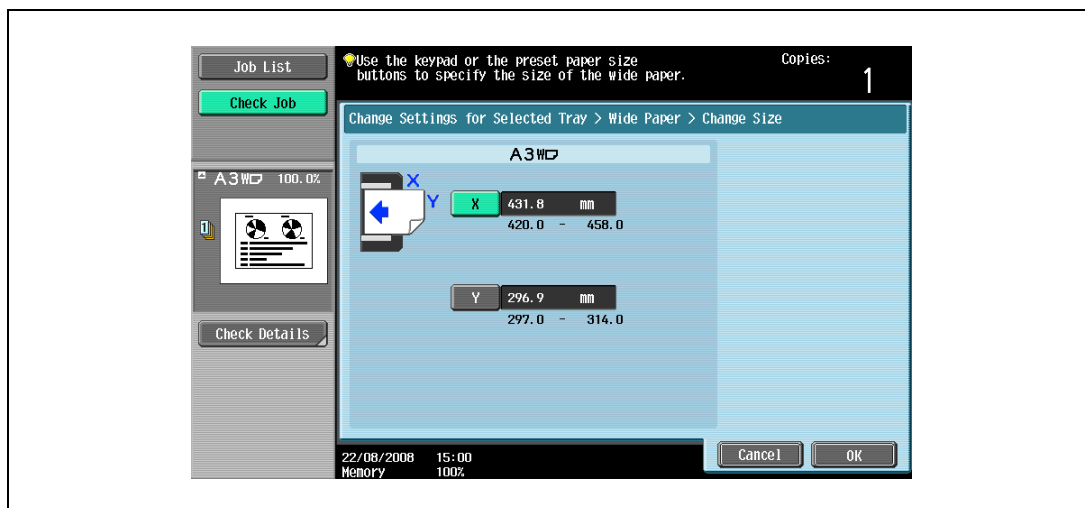 Job List
Check Job
Use the keypad or the preset paper size
buttons to specify the size of the wide paper.
Copies:
1
Change Settings for Selected Tray > Wide Paper > Change Size
A3W
X
Y
X 431.8 mm
420.0 - 458.0
Y 296.9 mm
297.0 - 314.0
A3W 100.0%
1
Check Details
22/08/2008 15:00
Memory 100%
Cancel OK